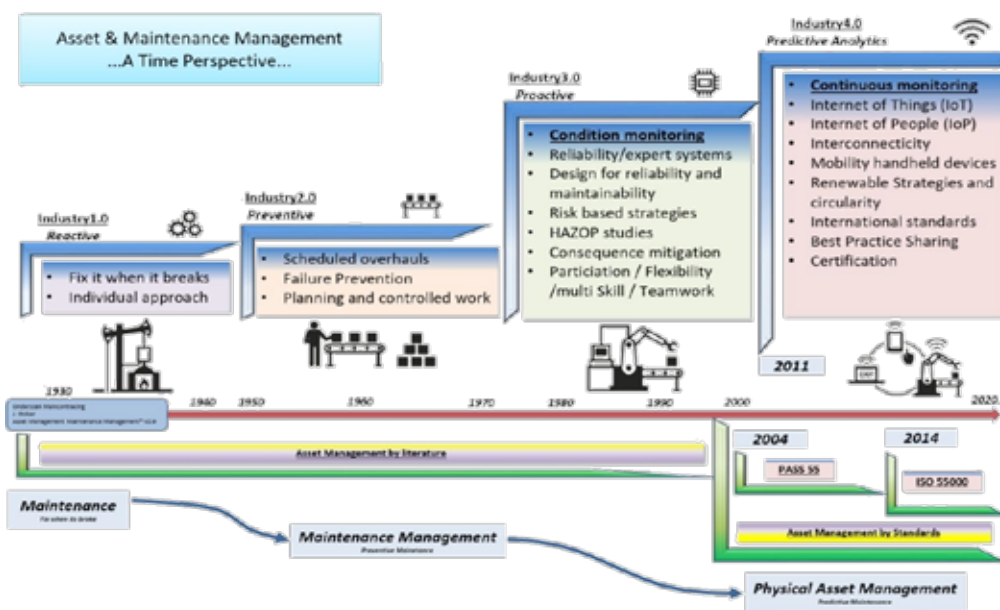 Asset & Maintenance Management
...A Time Perspective...
Industry1.0
Reactive
• Fix it when it breaks
• Individual approach
Industry2.0
Preventive
• Scheduled overhauls
• Failure Prevention
• Planning and controlled work
Industry3.0
Proactive
• Condition monitoring
• Reliability/expert systems
• Design for reliability and
maintainability
• Risk based strategies
• HAZOP studies
• Consequence mitigation
• Particiation / Flexibility
/multi Skill / Teamwork
Industry4.0
Predictive Analytics
• Continuous monitoring
• Internet of Things (IoT)
• Internet of People (IoP)
• Interconnecticity
• Mobility handheld devices
• Renewable Strategies and
circularity
• International standards
• Best Practice Sharing
• Certification
2011
1930
1940
1950
1960
1970
1980
1990
2000
2020
Asset Management by literature
2004
PASS 55
2014
ISO 55000
Asset Management by Standards
Maintenance
Maintenance Management
Physical Asset Management
Predictive Maintenance